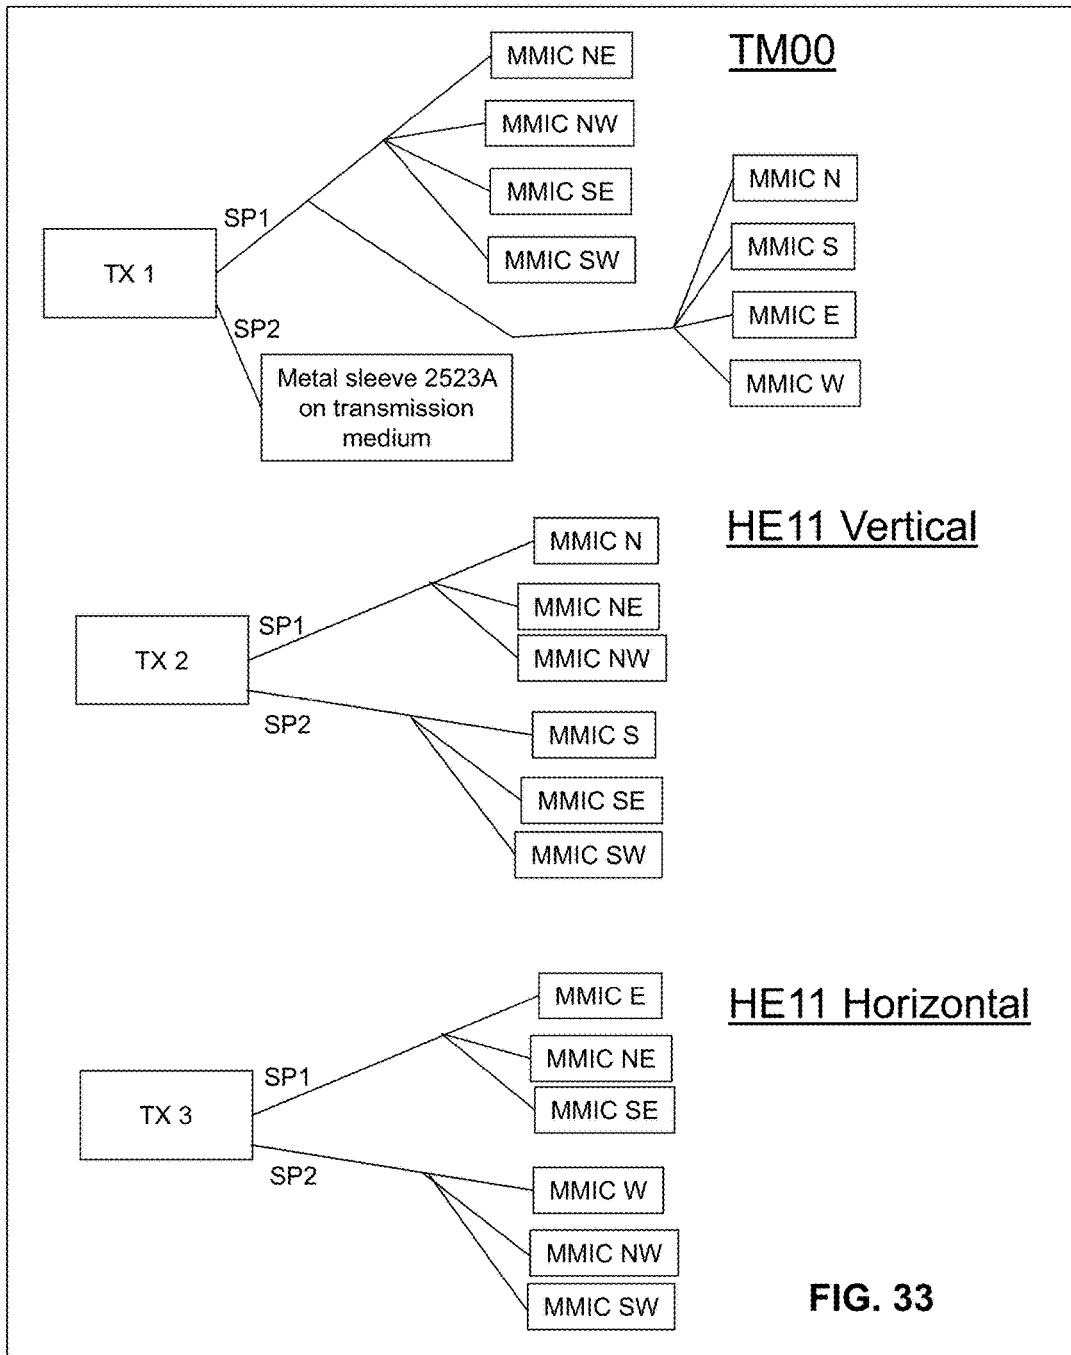 TM00
MMIC NE
MMIC NW
MMIC SE
MMIC SW
MMIC N
MMIC S
MMIC E
MMIC W
SP1
TX 1
SP2
Metal sleeve 2523A
on transmission
medium
HE11 Vertical
MMIC N
MMIC NE
MMIC NW
SP1
TX 2
SP2
MMIC S
MMIC SE
MMIC SW
HE11 Horizontal
MMIC E
MMIC NE
MMIC SE
SP1
TX 3
SP2
MMIC W
MMIC NW
MMIC SW
FIG. 33